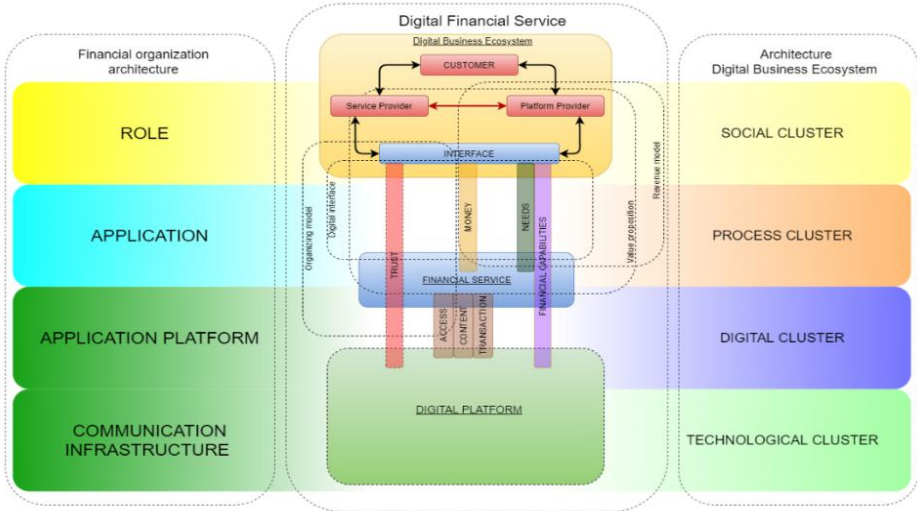 Digital Financial Service
Financial organization
architecture
ROLE
APPLICATION
APPLICATION PLATFORM
COMMUNICATION
INFRASTRUCTURE
Digital Business Ecosystem
CUSTOMER
Service Provider
Platform Provider
INTERFACE
Organizing model
Digital interface
TRUST
MONEY
NEEDS
FINANCIAL CAPABILITIES
Value proposition
Revenue model
FINANCIAL SERVICE
ACCESS
CONTENT
TRANSACTION
DIGITAL PLATFORM
Architecture
Digital Business Ecosystem
SOCIAL CLUSTER
PROCESS CLUSTER
DIGITAL CLUSTER
TECHNOLOGICAL CLUSTER